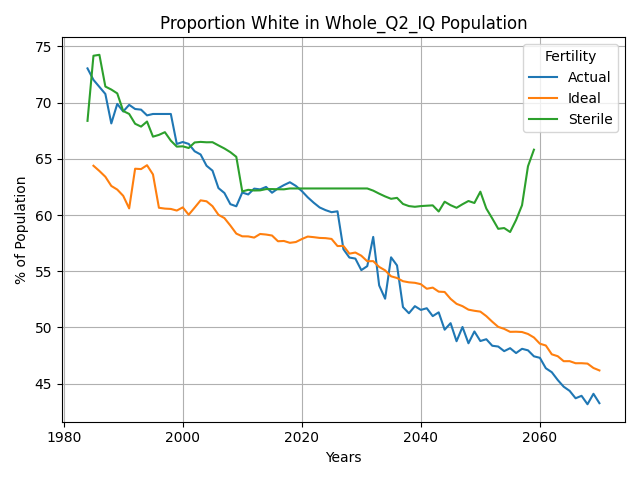 Proportion White in Whole_Q2_IQ Population
% of Population
75
70
65
60
55
50
45
1980
2000
2020
2040
2060
Years
Fertility
Actual
Ideal
Sterile